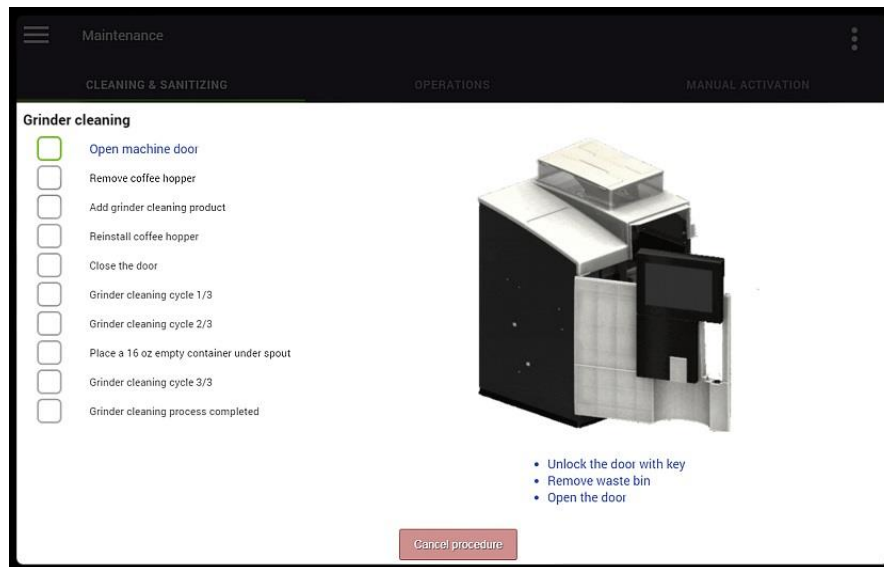 Maintenance
CLEANING & SANITIZING
OPERATIONS
MANUAL ACTIVATION
Grinder cleaning
Open machine door
Remove coffee hopper
Add grinder cleaning product
Reinstall coffee hopper
Close the door
Grinder cleaning cycle 1/3
Grinder cleaning cycle 2/3
Place a 16 oz empty container under spout
Grinder cleaning cycle 3/3
Grinder cleaning process completed
• Unlock the door with key
• Remove waste bin
• Open the door
Cancel procedure